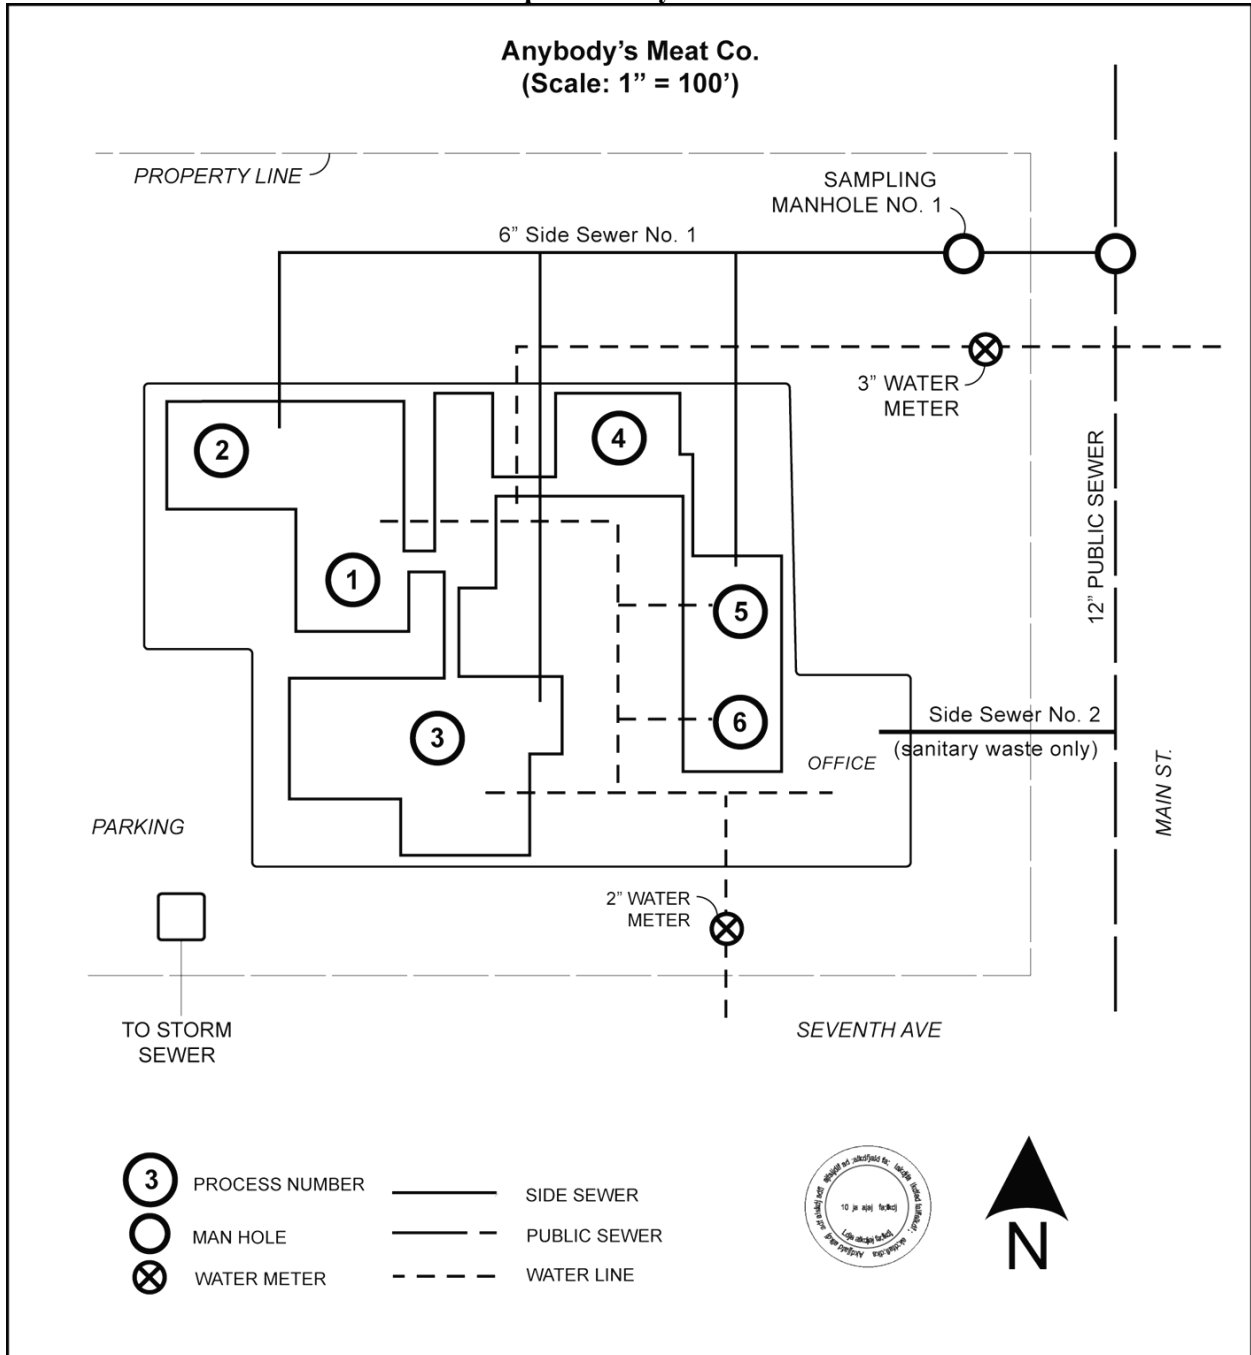 Anybody’s Meat Co.
(Scale: 1” = 100’)
PROPERTY LINE
SAMPLING
MANHOLE NO. 1
6” Side Sewer No. 1
3” WATER
METER
2
4
1
5
6
3
12” PUBLIC SEWER
Side Sewer No. 2
(sanitary waste only)
OFFICE
MAIN ST.
PARKING
2” WATER
METER
TO STORM
SEWER
SEVENTH AVE
3 PROCESS NUMBER
MAN HOLE
WATER METER
SIDE SEWER
PUBLIC SEWER
WATER LINE
N